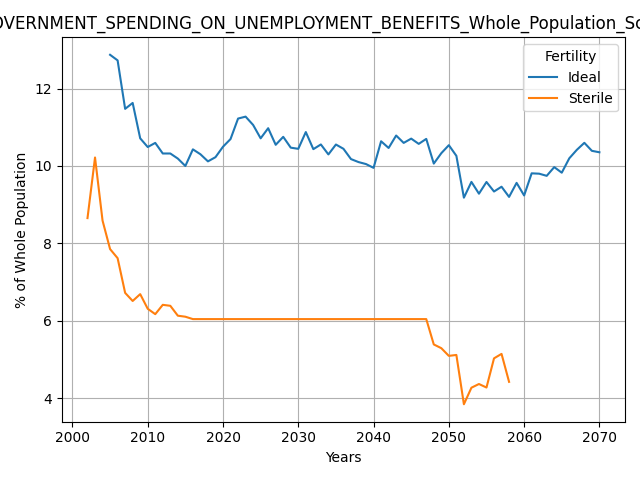 OVERNMENT_SPENDING_ON_UNEMPLOYMENT_BENEFITS_Whole_Population_So
Fertility
Ideal
Sterile
% of Whole Population
12
10
8
6
4
2000 2010 2020 2030 2040 2050 2060 2070
Years